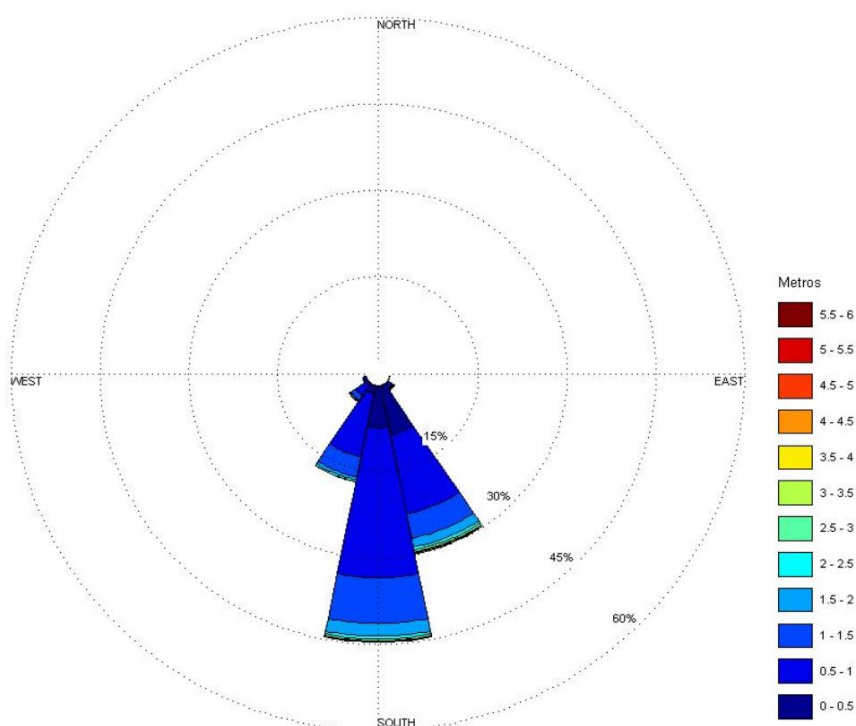 NORTH
WEST
EAST
15%
30%
45%
60%
SOUTH
Metros
5.5 - 6
5 - 5.5
4.5 - 5
4 - 4.5
3.5 - 4
3 - 3.5
2.5 - 3
2 - 2.5
1.5 - 2
1 - 1.5
0.5 - 1
0 - 0.5